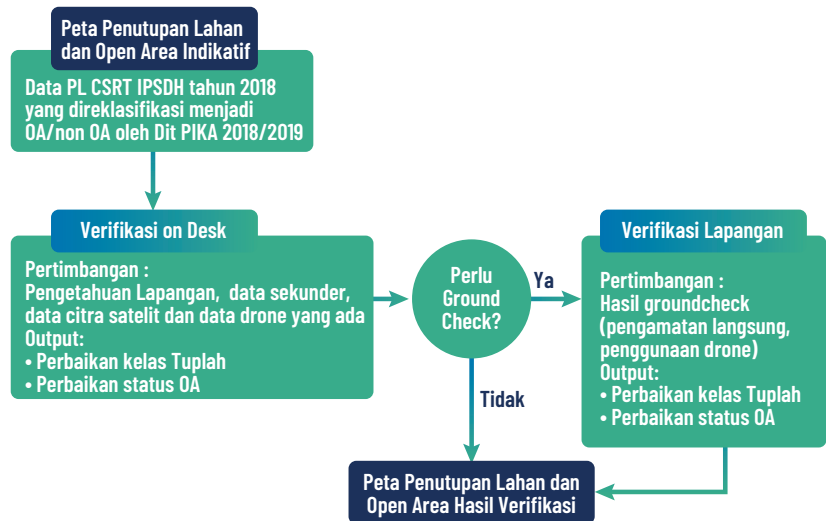 Peta Penutupan Lahan
dan Open Area Indikatif
Data PL CSRT IPSDH tahun 2018
yang direklasifikasi menjadi
OA/non OA oleh Dit PIKA 2018/2019
Verifikasi on Desk
Pertimbangan :
Pengetahuan Lapangan, data sekunder,
data citra satelit dan data drone yang ada
Output:
• Perbaikan kelas Tuplah
• Perbaikan status OA
Perlu
Ground
Check?
Ya
Tidak
Verifikasi Lapangan
Pertimbangan :
Hasil groundcheck
(pengamatan langsung,
penggunaan drone)
Output:
• Perbaikan kelas Tuplah
• Perbaikan status OA
Peta Penutupan Lahan dan
Open Area Hasil Verifikasi